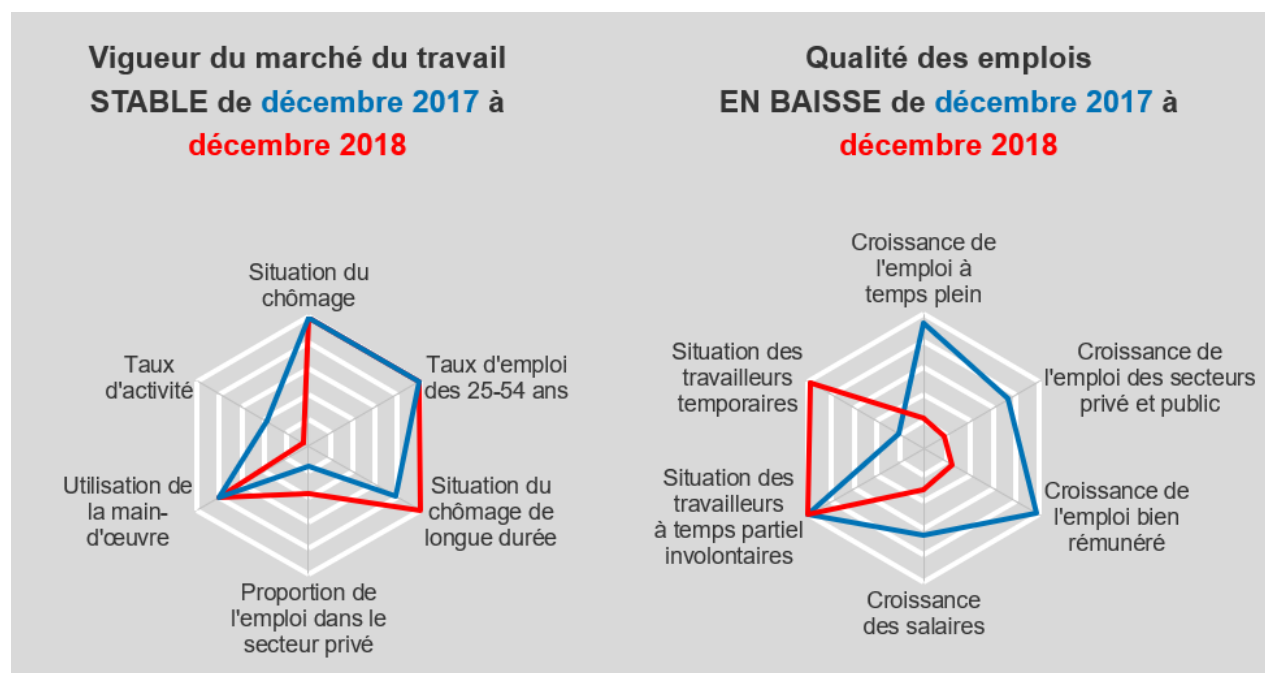 Vigueur du marché du travail
STABLE de décembre 2017 à
décembre 2018
Situation du
chômage
Taux d'emploi
des 25-54 ans
Situation du
chômage de
longue durée
Proportion de
l'emploi dans le
secteur privé
Utilisation de
la main-
d'œuvre
Taux
d'activité
Qualité des emplois
EN BAISSE de décembre 2017 à
décembre 2018
Croissance de
l'emploi à
temps plein
Croissance de
l'emploi des secteurs
privé et public
Croissance de
l'emploi bien
rémunéré
Croissance
des salaires
Situation des
travailleurs
à temps partiel
involontaires
Situation des
travailleurs
temporaires